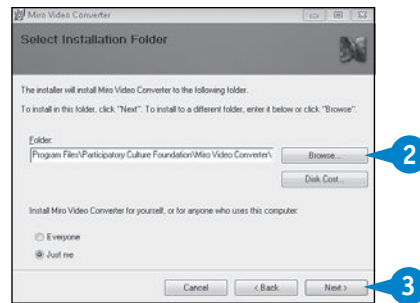 Miro Video Converter
Select Installation Folder
The installer will install Miro Video Converter to the following folder.
To install in this folder, click "Next". To install to a different folder, enter it below or click "Browse".
Folder:
Program Files\Participatory Culture Foundation\Miro Video Converter\
Browse...
2
Disk Cost...
Install Miro Video Converter for yourself, or for anyone who uses this computer:
Everyone
Just me
Cancel
< Back
Next >
3